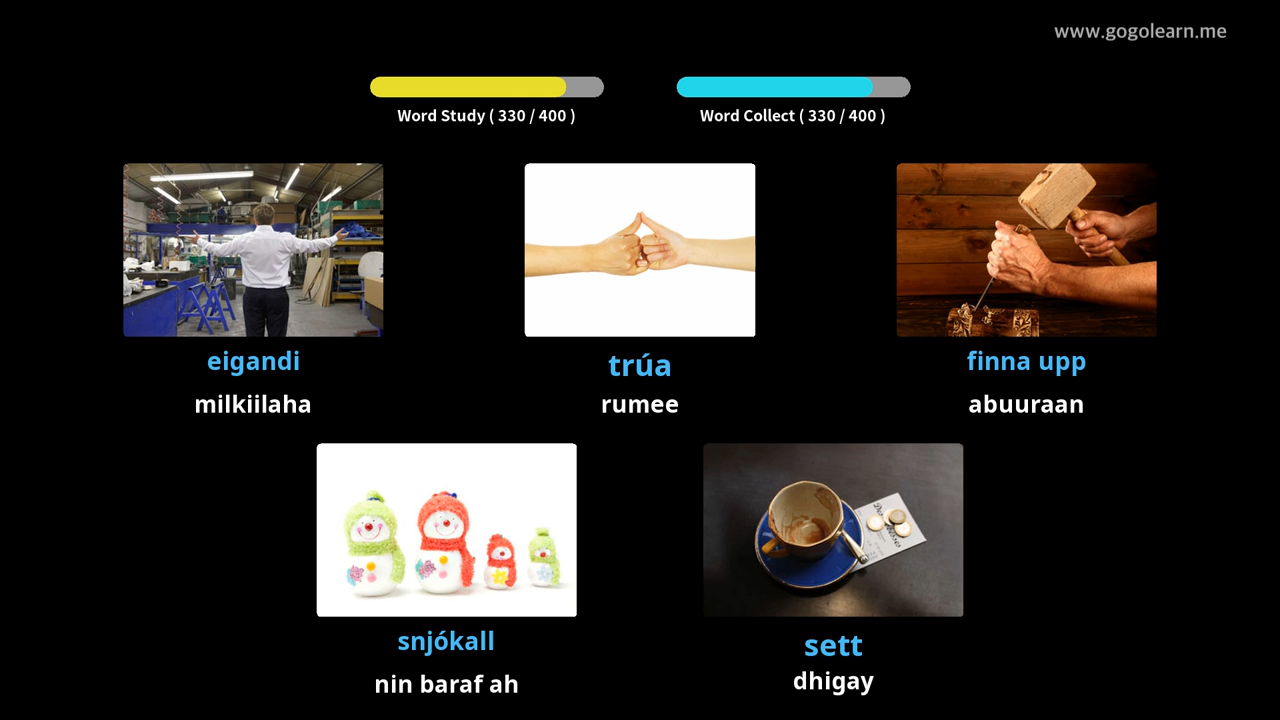 www.gogolearn.me
Word Study ( 330 / 400 )
Word Collect ( 330 / 400 )
eigandi
trúa
finna upp
milkiilaha
rumee
abuuraan
snjókall
sett
nin baraf ah
dhigay